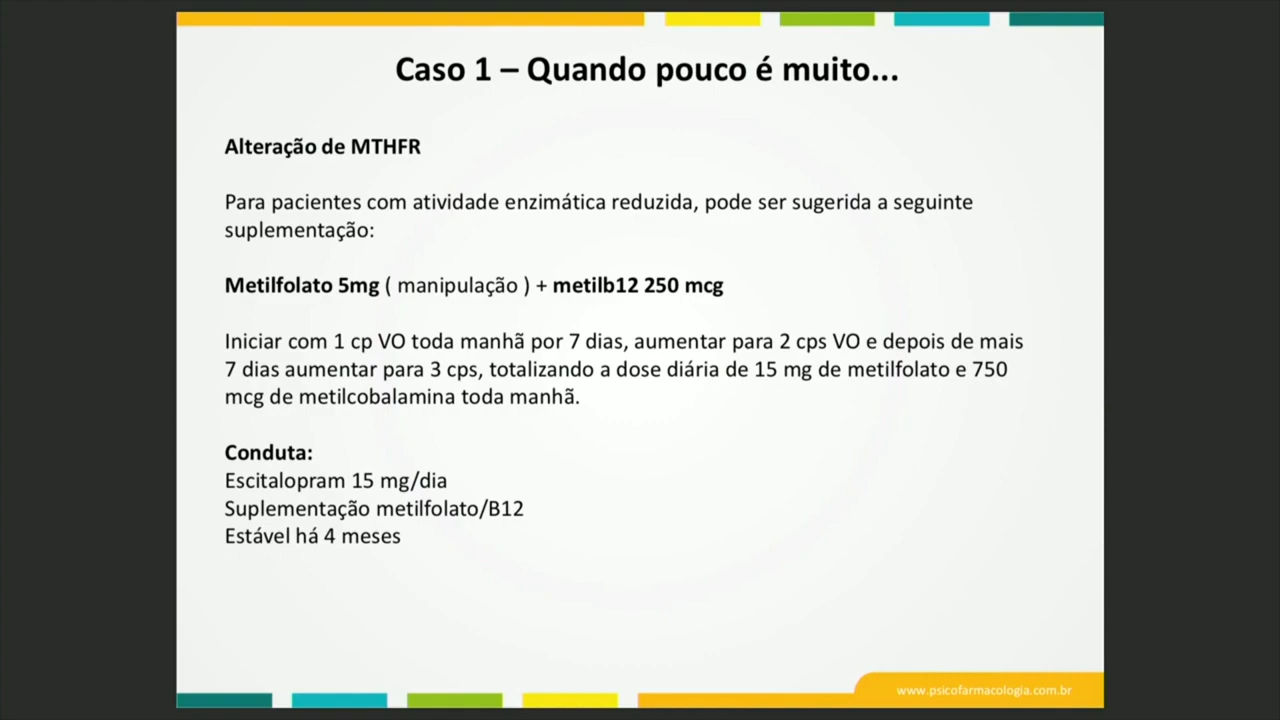 Caso 1 – Quando pouco é muito...
Alteração de MTHFR
Para pacientes com atividade enzimática reduzida, pode ser sugerida a seguinte
suplementação:
Metilfolato 5mg ( manipulação ) + metilb12 250 mcg
Iniciar com 1 cp VO toda manhã por 7 dias, aumentar para 2 cps VO e depois de mais
7 dias aumentar para 3 cps, totalizando a dose diária de 15 mg de metilfolato e 750
mcg de metilcobalamina toda manhã.
Conduta:
Escitalopram 15 mg/dia
Suplementação metilfolato/B12
Estável há 4 meses
www.psicofarmacologia.com.br